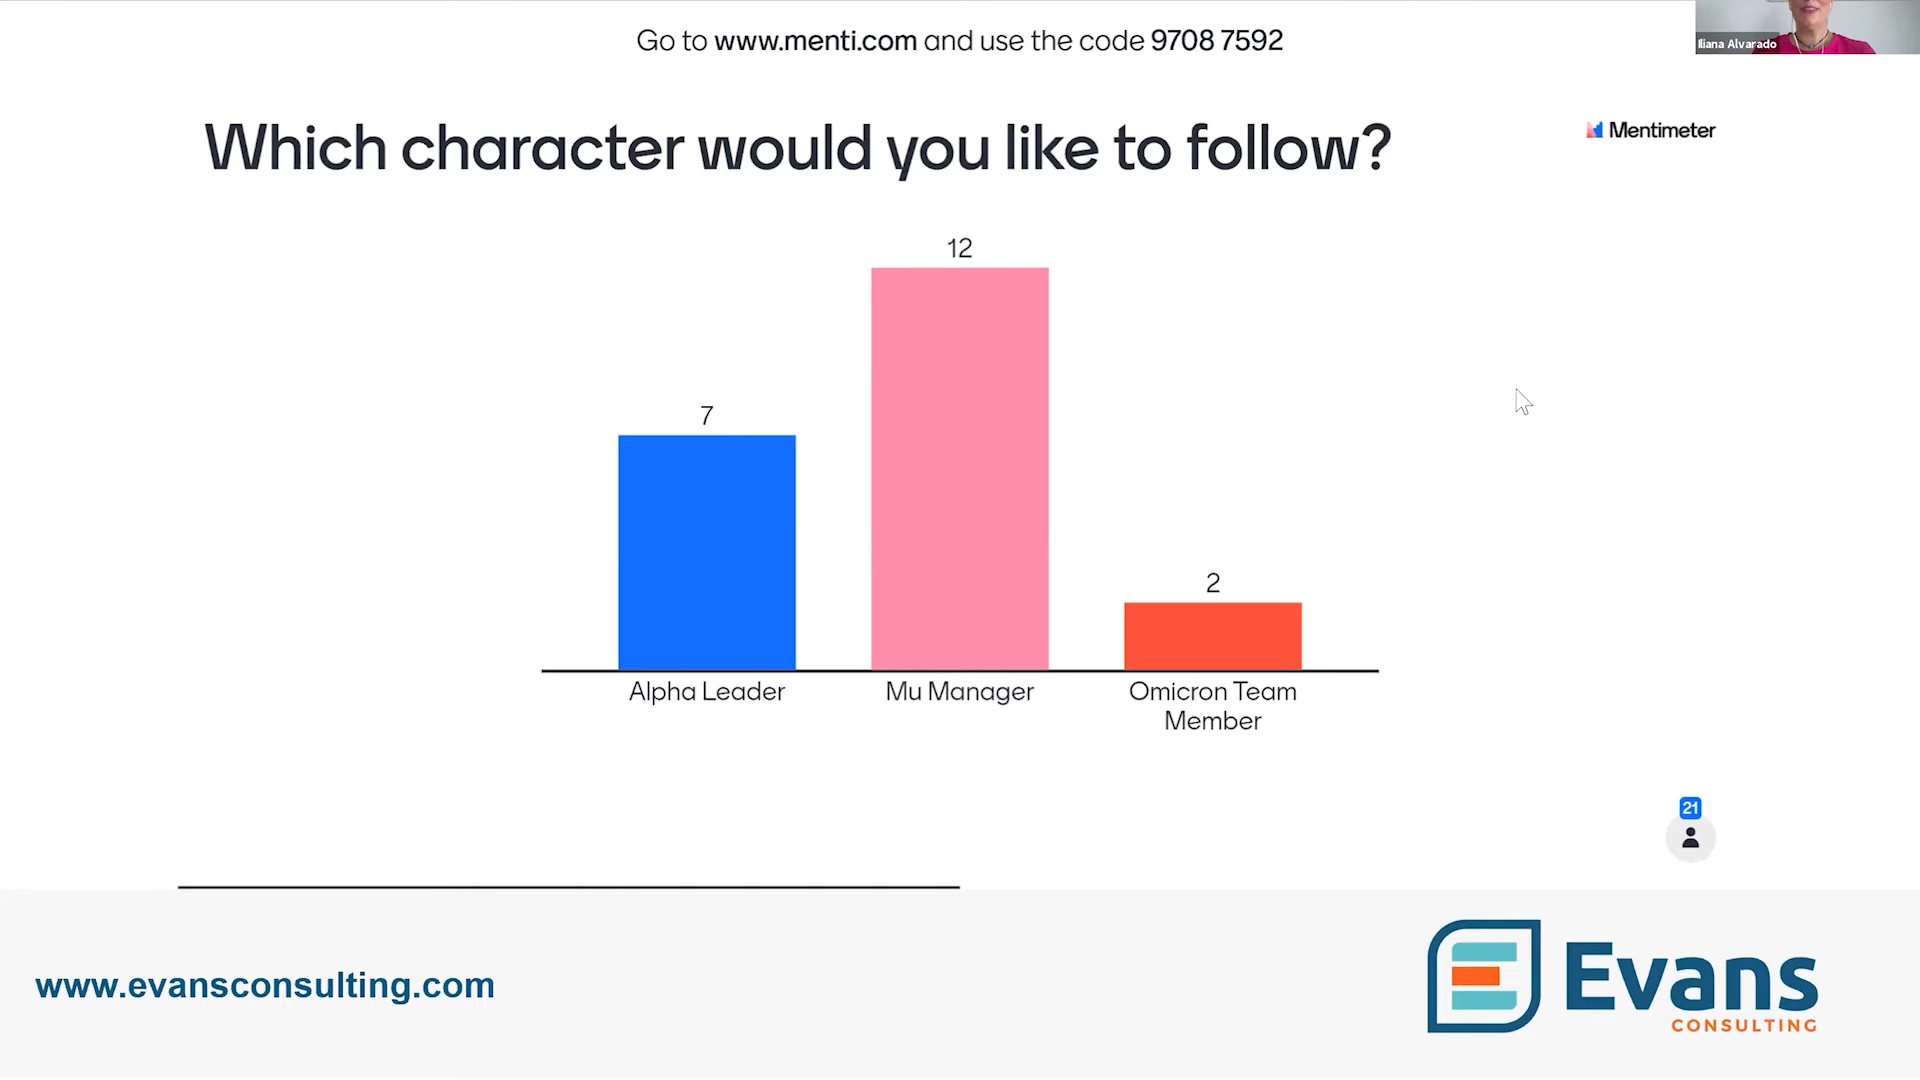 Go to www.menti.com and use the code 9708 7592
Iliana Alvarado
Which character would you like to follow?
Mentimeter
12
7
2
Alpha Leader
Mu Manager
Omicron Team
Member
21
www.evansconsulting.com
Evans
CONSULTING